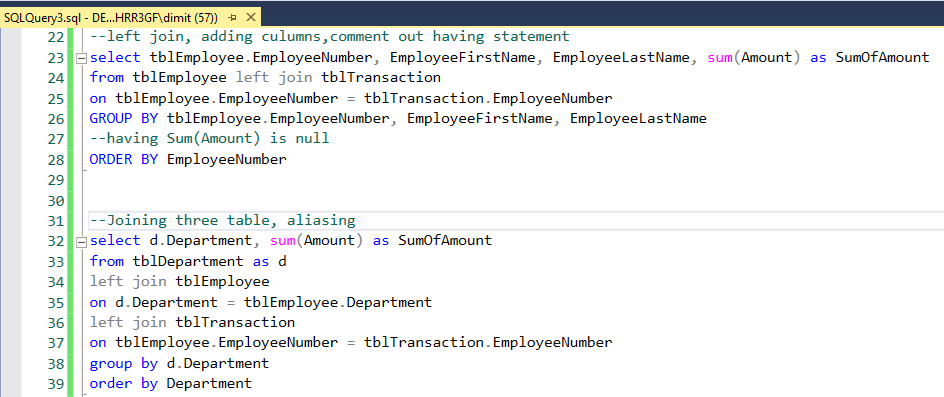 SQLQuery3.sql - DE...HRR3GF\dimit (57))
22 --left join, adding culumns,comment out having statement
23 select tblEmployee.EmployeeNumber, EmployeeFirstName, EmployeeLastName, sum(Amount) as SumOfAmount
24 from tblEmployee left join tblTransaction
25 on tblEmployee.EmployeeNumber = tblTransaction.EmployeeNumber
26 GROUP BY tblEmployee.EmployeeNumber, EmployeeFirstName, EmployeeLastName
27 --having Sum(Amount) is null
28 ORDER BY EmployeeNumber
29
30
31 --Joining three table, aliasing
32 select d.Department, sum(Amount) as SumOfAmount
33 from tblDepartment as d
34 left join tblEmployee
35 on d.Department = tblEmployee.Department
36 left join tblTransaction
37 on tblEmployee.EmployeeNumber = tblTransaction.EmployeeNumber
38 group by d.Department
39 order by Department